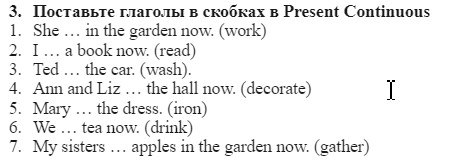 3. Поставьте глаголы в скобках в Present Continuous
1. She … in the garden now. (work)
2. I … a book now. (read)
3. Ted … the car. (wash).
4. Ann and Liz … the hall now. (decorate)
5. Mary … the dress. (iron)
6. We … tea now. (drink)
7. My sisters … apples in the garden now. (gather)